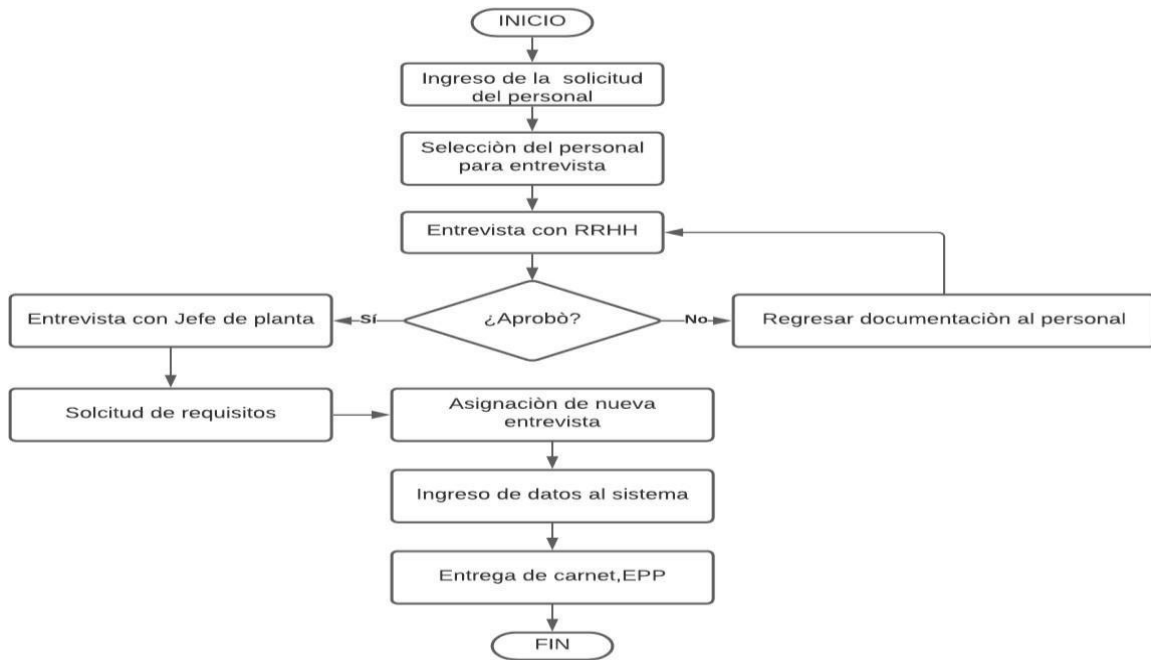 INICIO
Ingreso de la solicitud
del personal
Selecciòn del personal
para entrevista
Entrevista con RRHH
¿Aprobò?
Sí
No
Entrevista con Jefe de planta
Regresar documentaciòn al personal
Solcitud de requisitos
Asignaciòn de nueva
entrevista
Ingreso de datos al sistema
Entrega de carnet,EPP
FIN